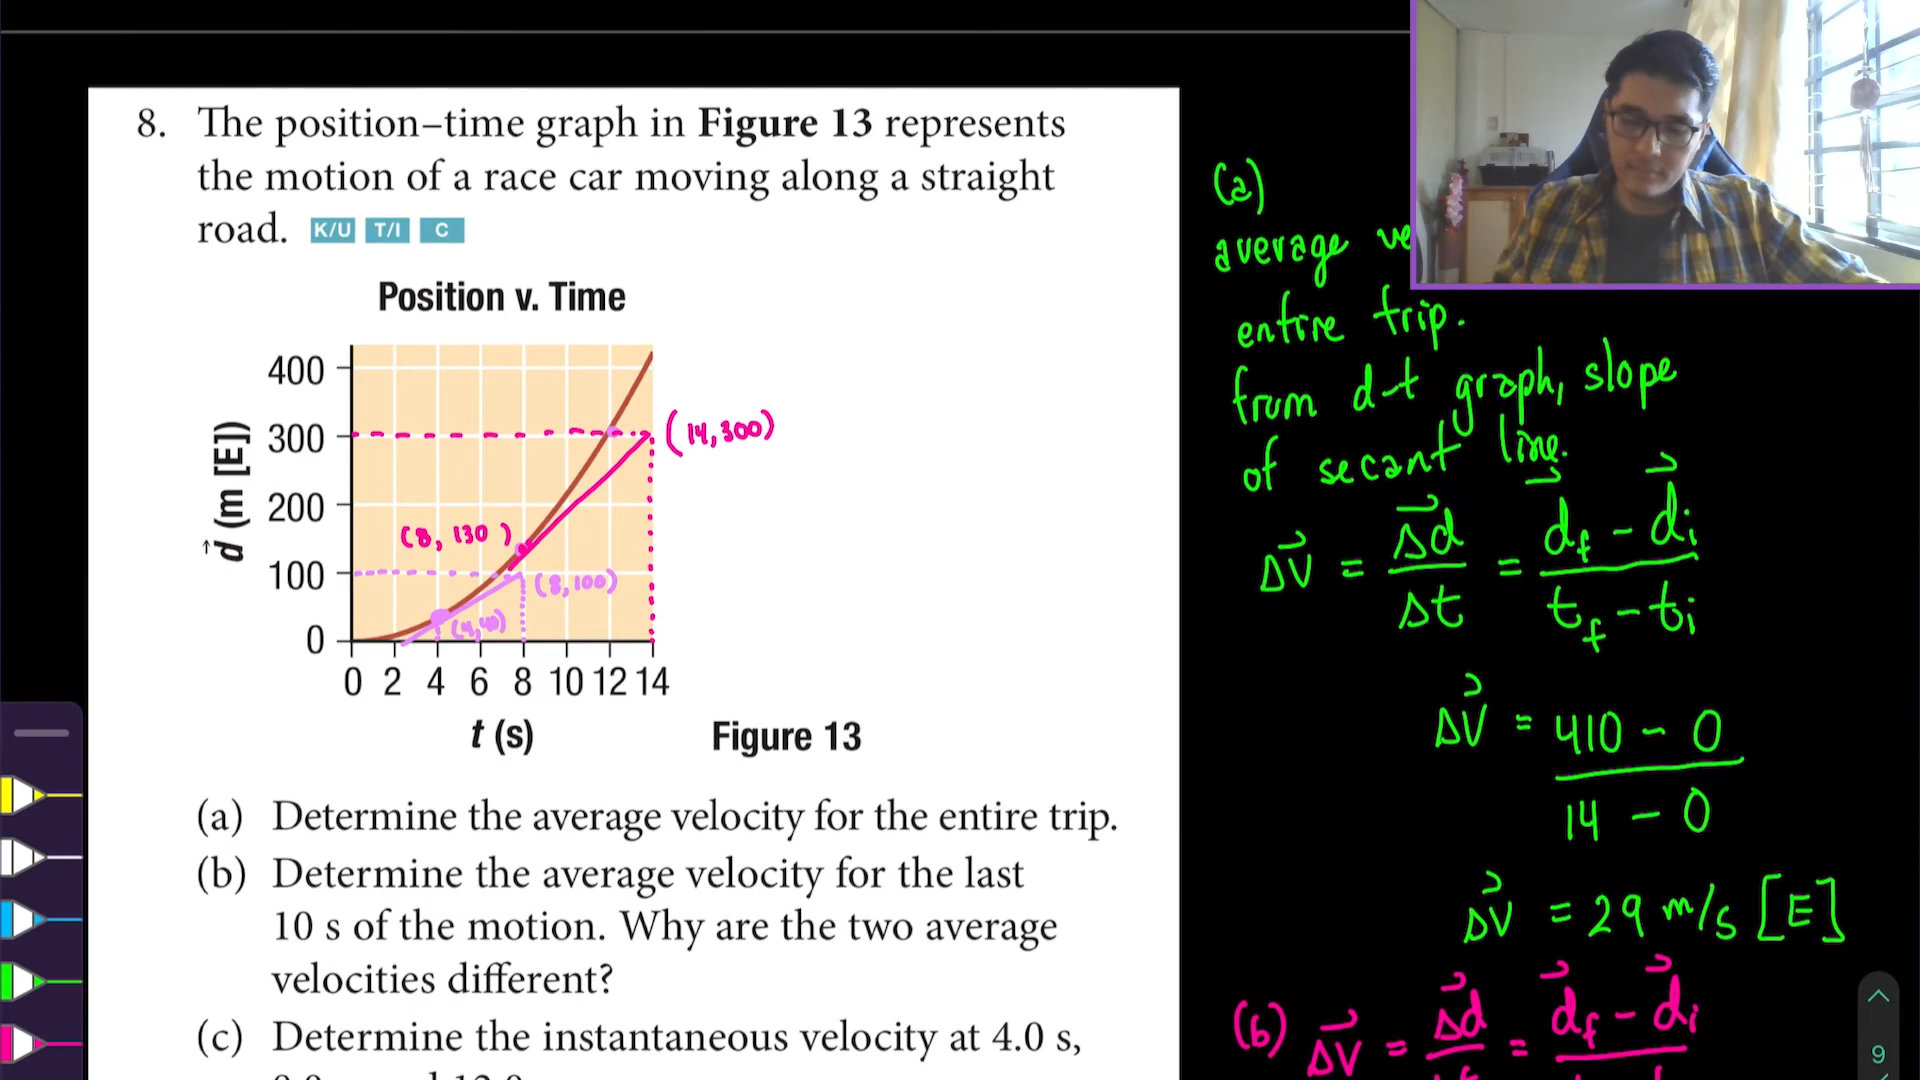 8. The position–time graph in Figure 13 represents
the motion of a race car moving along a straight
road. K/U T/I C
Position v. Time
400
300
200
100
0
d⃗ (m [E])
0 2 4 6 8 10 12 14
t (s)
Figure 13
(14,300)
(8, 130)
(8,100)
(4,40)
(a) Determine the average velocity for the entire trip.
(b) Determine the average velocity for the last
10 s of the motion. Why are the two average
velocities different?
(c) Determine the instantaneous velocity at 4.0 s,
(a)
average
entire trip.
from d-t graph, slope
of secant line.
Δv⃗ = Δd⃗/Δt = (d⃗f - d⃗i)/(tf - ti)
Δv⃗ = (410 - 0)/(14 - 0)
Δv⃗ = 29 m/s [E]
(b) Δv⃗ = Δd⃗ = d⃗f - d⃗i
9